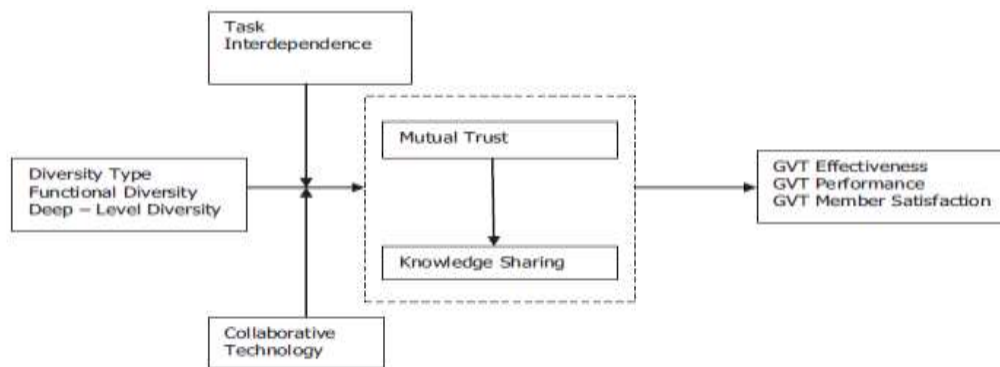 Task
Interdependence
Mutual Trust
Diversity Type
Functional Diversity
Deep – Level Diversity
GVT Effectiveness
GVT Performance
GVT Member Satisfaction
Knowledge Sharing
Collaborative
Technology